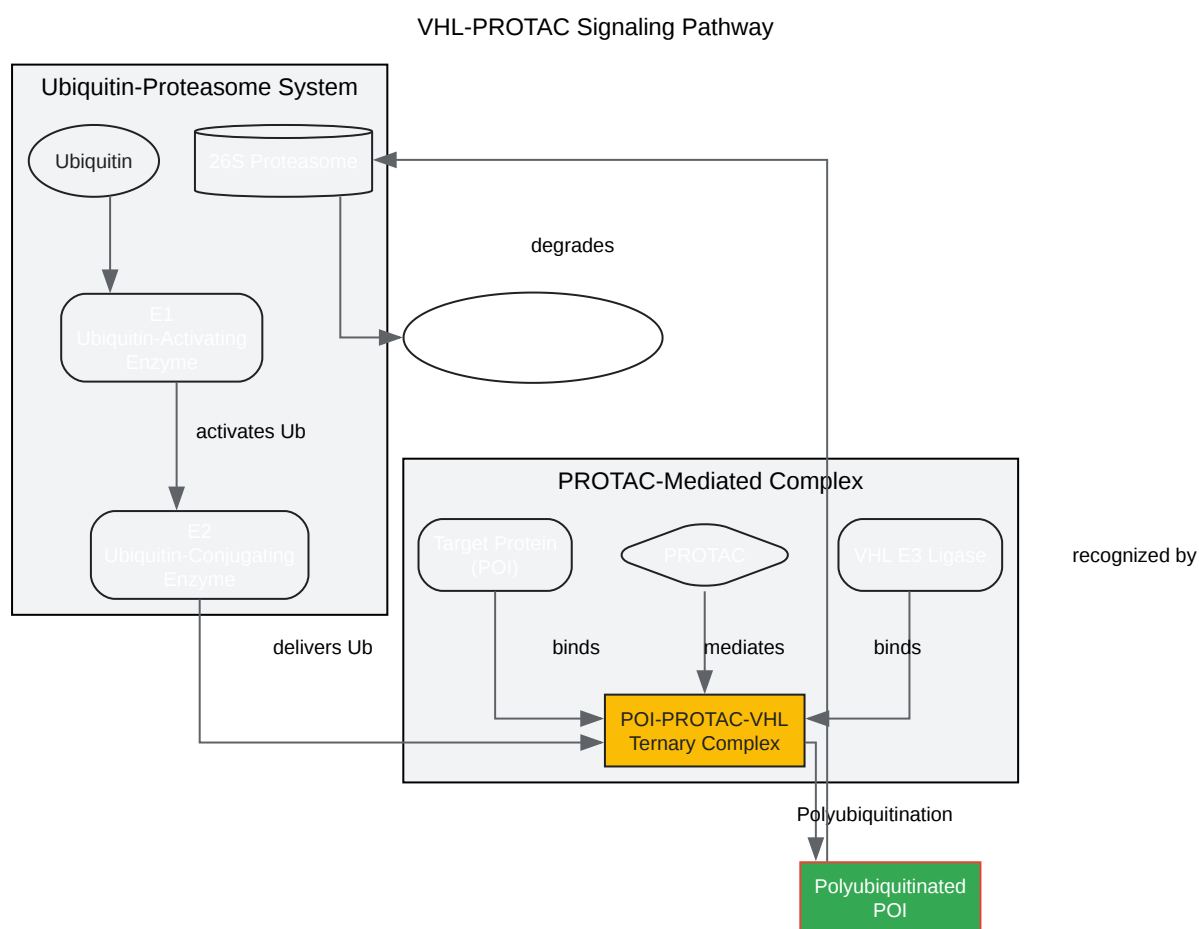 VHL-PROTAC Signaling Pathway
Ubiquitin-Proteasome System
Ubiquitin
26S Proteasome
degrades
E1
Ubiquitin-Activating
Enzyme
activates Ub
E2
Ubiquitin-Conjugating
Enzyme
PROTAC-Mediated Complex
Target Protein
(POI)
PROTAC
VHL E3 Ligase
recognized by
delivers Ub
binds
mediates
binds
POI-PROTAC-VHL
Ternary Complex
Polyubiquitination
Polyubiquitinated
POI